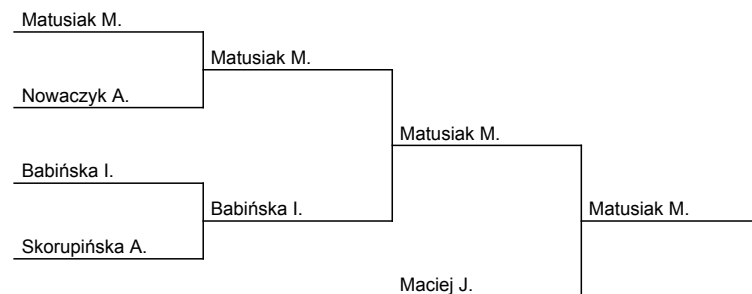 Matusiak M.
Matusiak M.
Nowaczyk A.
Matusiak M.
Babińska I.
Babińska I.
Matusiak M.
Skorupińska A.
Maciej J.